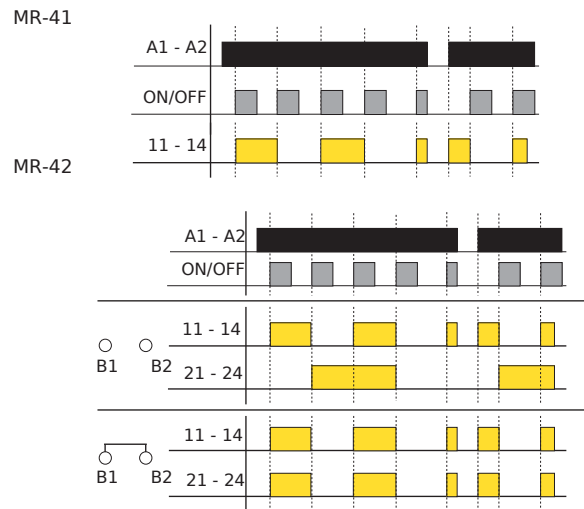 MR-41
A1 - A2
ON/OFF
11 - 14
MR-42
A1 - A2
ON/OFF
11 - 14
B1 B2
21 - 24
11 - 14
B1 B2
21 - 24